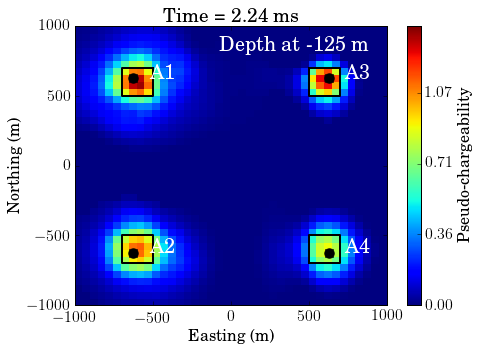 Time = 2.24 ms
Depth at -125 m
A1
A3
A2
A4
1000
500
0
−500
−1000
Northing (m)
−1000
−500
0
500
1000
Easting (m)
1.07
0.71
0.36
0.00
Pseudo-chargeability